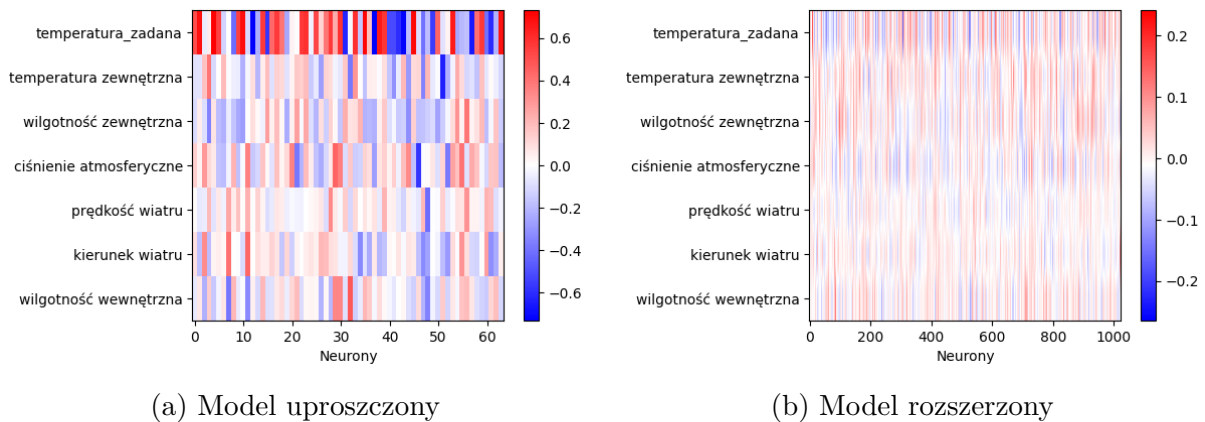 temperatura_zadana
temperatura zewnętrzna
wilgotność zewnętrzna
ciśnienie atmosferyczne
prędkość wiatru
kierunek wiatru
wilgotność wewnętrzna
0 10 20 30 40 50 60
Neurony
0.6
0.4
0.2
0.0
−0.2
−0.4
−0.6
(a) Model uproszczony
temperatura_zadana
temperatura zewnętrzna
wilgotność zewnętrzna
ciśnienie atmosferyczne
prędkość wiatru
kierunek wiatru
wilgotność wewnętrzna
0 200 400 600 800 1000
Neurony
0.2
0.1
0.0
−0.1
−0.2
(b) Model rozszerzony